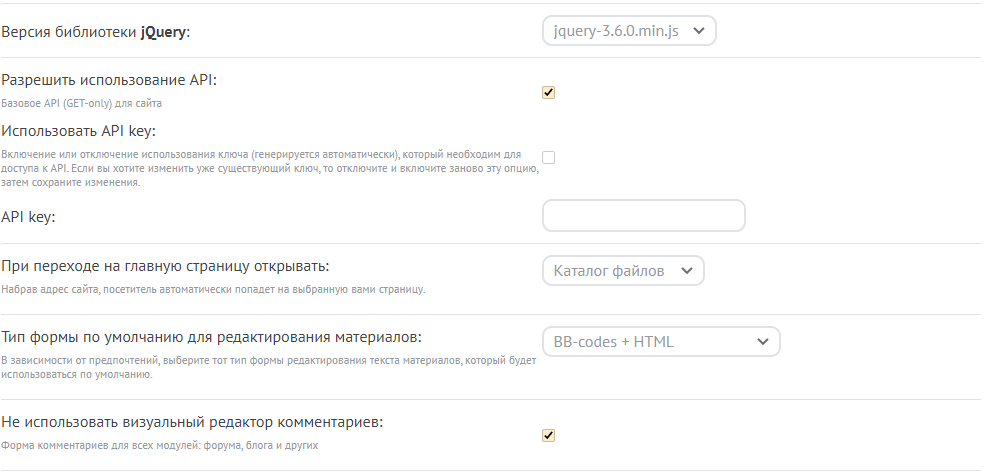 Версия библиотеки jQuery:
jquery-3.6.0.min.js
Разрешить использование API:
Базовое API (GET-only) для сайта
Использовать API key:
Включение или отключение использования ключа (генерируется автоматически), который необходим для
доступа к API. Если вы хотите изменить уже существующий ключ, то отключите и включите заново эту опцию,
затем сохраните изменения.
API key:
При переходе на главную страницу открывать:
Каталог файлов
Набрав адрес сайта, посетитель автоматически попадет на выбранную вами страницу.
Тип формы по умолчанию для редактирования материалов:
BB-codes + HTML
В зависимости от предпочтений, выберите тот тип формы редактирования текста материалов, который будет
использоваться по умолчанию.
Не использовать визуальный редактор комментариев:
Форма комментариев для всех модулей: форума, блога и других